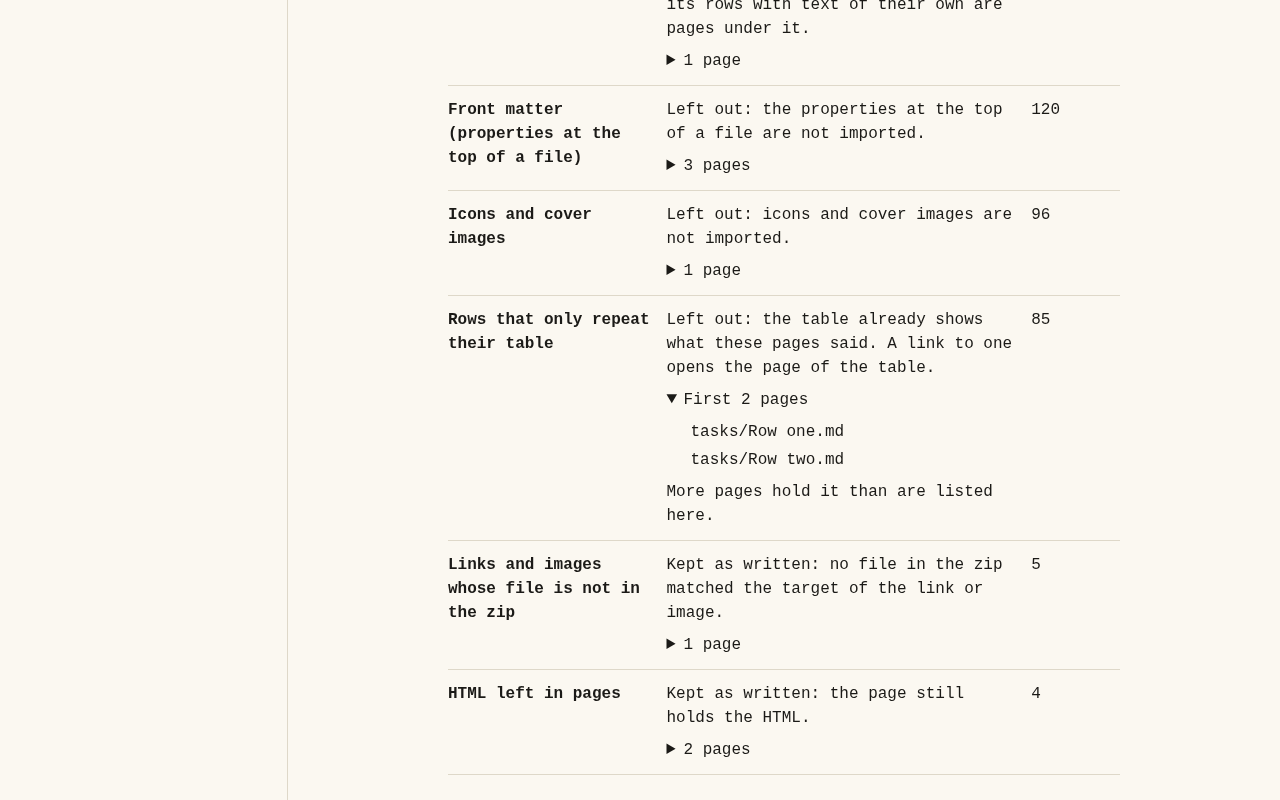 its rows with text of their own are
pages under it.
▶ 1 page
Front matter
(properties at the
top of a file)
Left out: the properties at the top
of a file are not imported.
▶ 3 pages
120
Icons and cover
images
Left out: icons and cover images are
not imported.
▶ 1 page
96
Rows that only repeat
their table
Left out: the table already shows
what these pages said. A link to one
opens the page of the table.
▼ First 2 pages
tasks/Row one.md
tasks/Row two.md
More pages hold it than are listed
here.
85
Links and images
whose file is not in
the zip
Kept as written: no file in the zip
matched the target of the link or
image.
▶ 1 page
5
HTML left in pages
Kept as written: the page still
holds the HTML.
▶ 2 pages
4